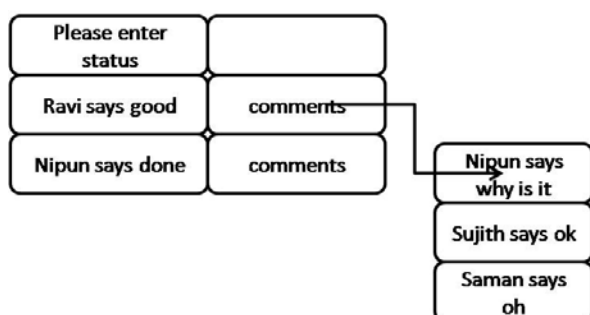 Please enter
status
Ravi says good
comments
Nipun says done
comments
Nipun says
why is it
Sujith says ok
Saman says
oh